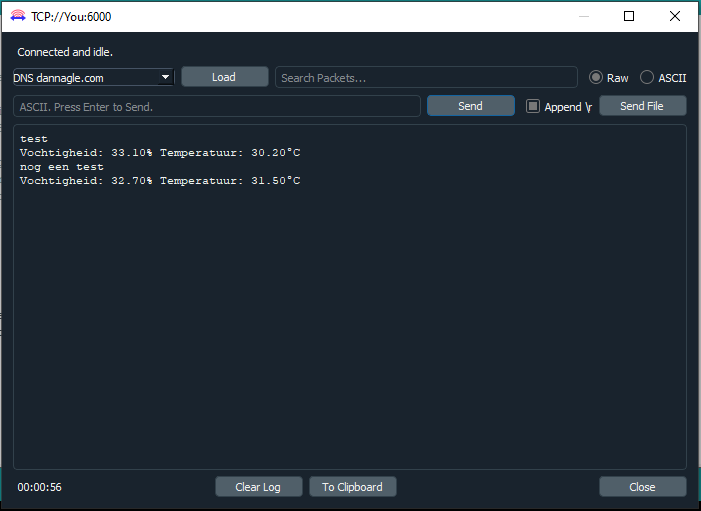 TCP://You:6000
Connected and idle.
DNS dannagle.com Load Search Packets... Raw ASCII
ASCII. Press Enter to Send. Send Append \r Send File
test
Vochtigheid: 33.10% Temperatuur: 30.20°C
nog een test
Vochtigheid: 32.70% Temperatuur: 31.50°C
00:00:56 Clear Log To Clipboard Close